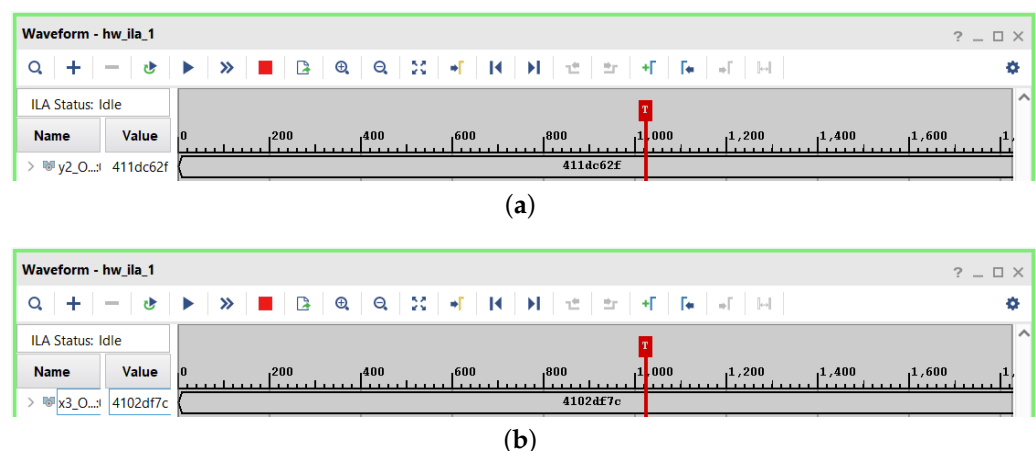 Waveform - hw_ila_1
ILA Status: Idle
Name Value 0 200 400 600 800 1,000 1,200 1,400 1,600 1,
T
y2_O...:( 411dc62f 411dc62f
(a)
Waveform - hw_ila_1
ILA Status: Idle
T
Name Value 0 200 400 600 800 1,000 1,200 1,400 1,600 1,
x3_O...:( 4102df7c 4102df7c
(b)